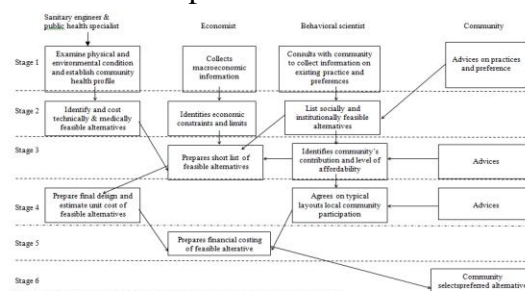 Sanitary engineer &
public health specialist
Economist
Behavioral scientist
Community
Stage 1
Examine physical and
environmental condition
and establish community
health profile
Collects
macroeconomic
information
Consults with community
to collect information on
existing practice and
preferences
Advices on practices
and preference
Stage 2
Identify and cost
technically & medically
feasible alternatives
Identities economic
constraints and limits
List socially and
institutionally feasible
alternatives
Stage 3
Prepares short list of
feasible alternatives
Identifies community's
contribution and level of
affordability
Advices
Stage 4
Prepare final design and
estimate unit cost of
feasible alternatives
Agrees on typical
layouts local community
participation
Advices
Stage 5
Prepares financial costing
of feasible alterative
Stage 6
Community
selectspreferred alternative